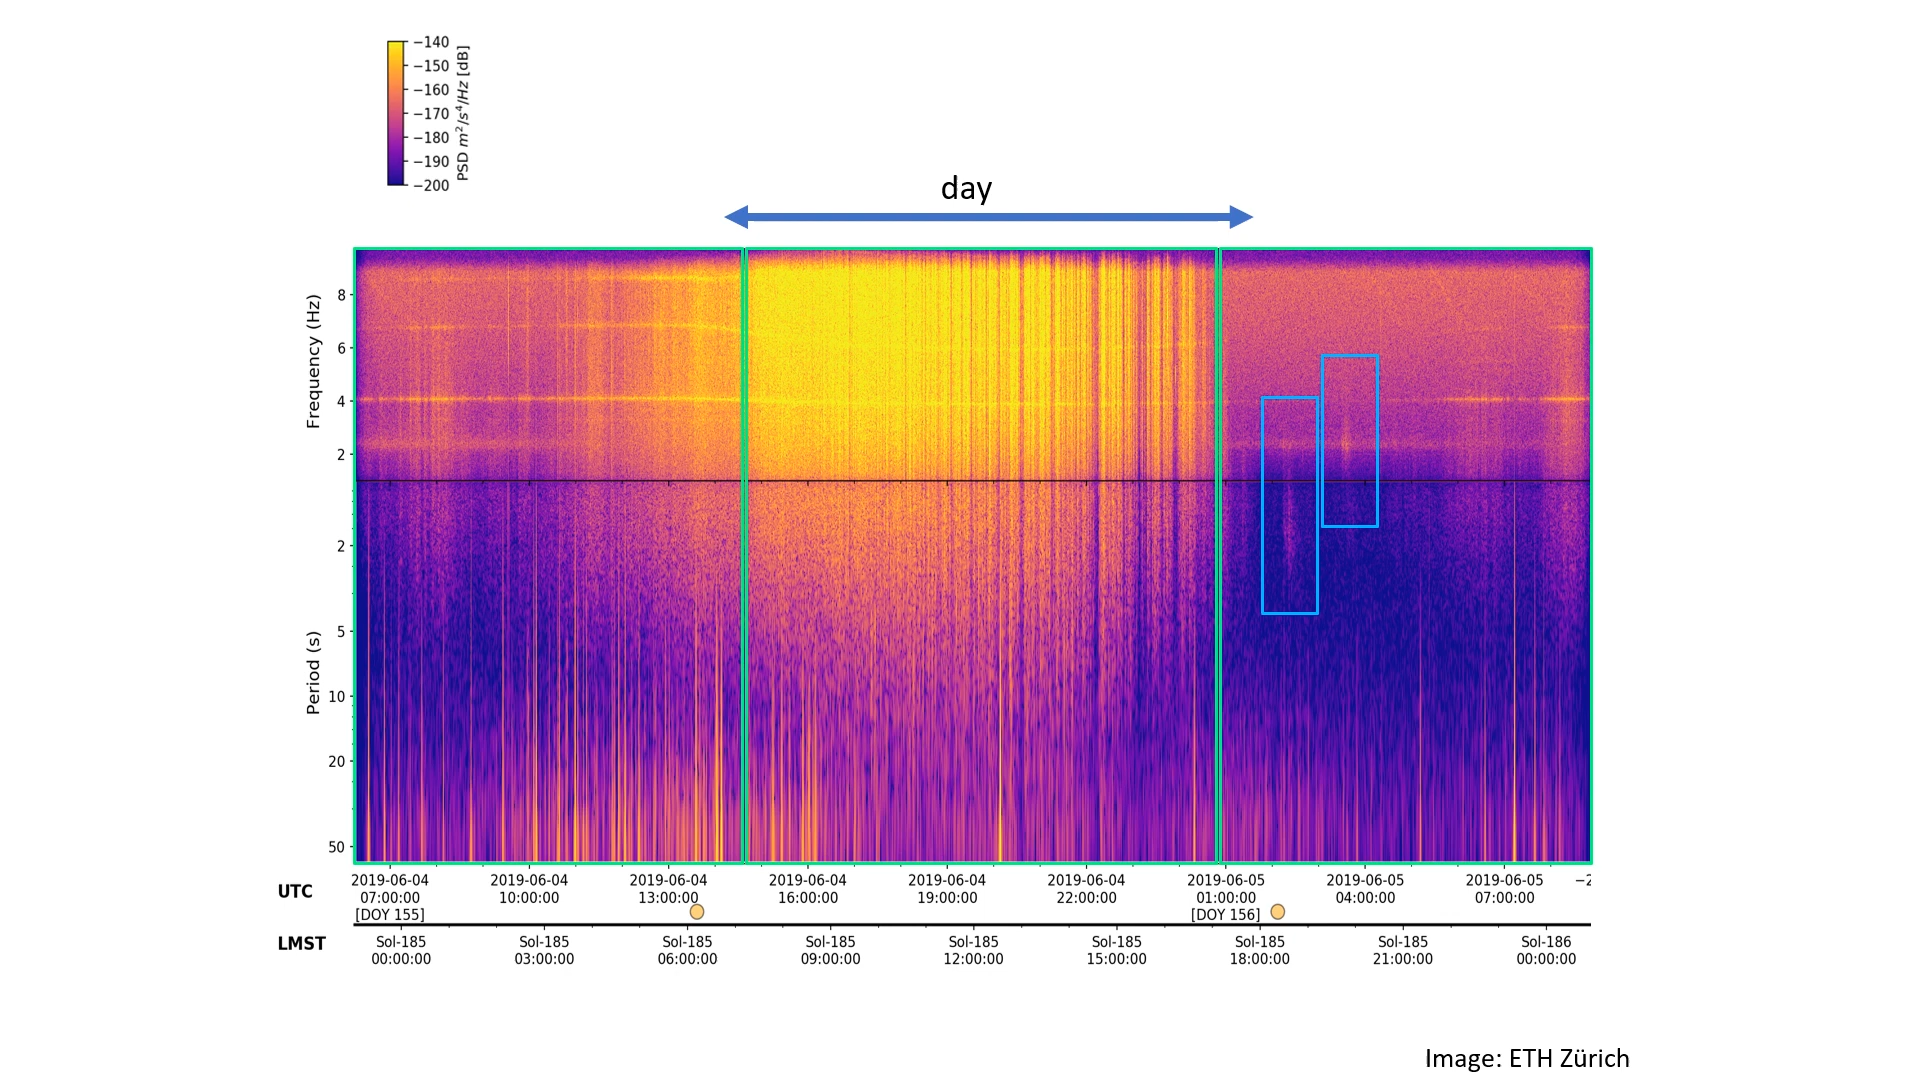 −140
−150
−160
−170
−180
−190
−200
PSD m²/s⁴/Hz [dB]
day
Frequency (Hz)
8
6
4
2
Period (s)
2
5
10
20
50
UTC
2019-06-04 2019-06-04 2019-06-04 2019-06-04 2019-06-04 2019-06-04 2019-06-05 2019-06-05 2019-06-05 −2
07:00:00 10:00:00 13:00:00 16:00:00 19:00:00 22:00:00 01:00:00 04:00:00 07:00:00
[DOY 155] [DOY 156]
LMST
Sol-185 Sol-185 Sol-185 Sol-185 Sol-185 Sol-185 Sol-185 Sol-185 Sol-186
00:00:00 03:00:00 06:00:00 09:00:00 12:00:00 15:00:00 18:00:00 21:00:00 00:00:00
Image: ETH Zürich